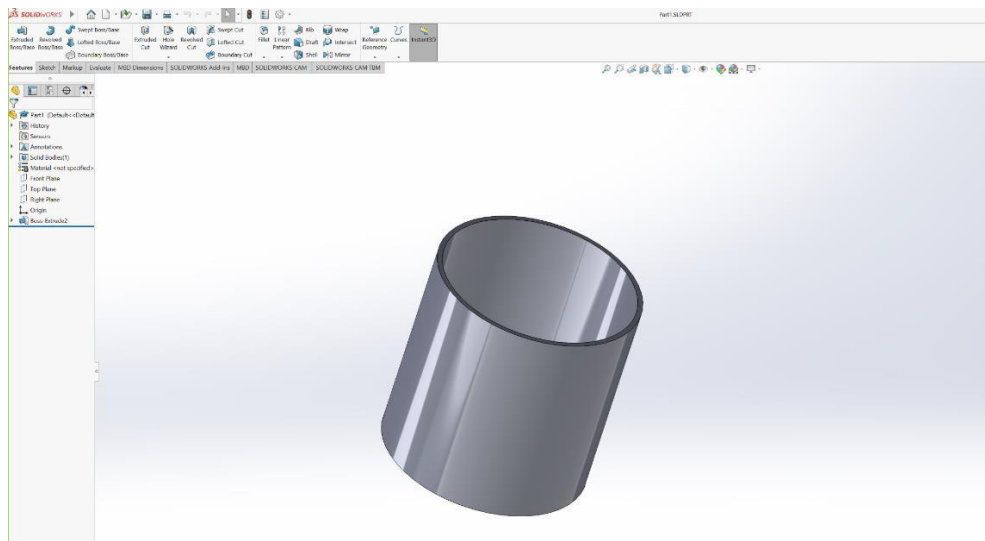 SOLIDWORKS
Part1.SLDPRT
Extruded Boss/Base
Revolved Boss/Base
Swept Boss/Base
Lofted Boss/Base
Boundary Boss/Base
Extruded Cut
Hole Wizard
Revolved Cut
Swept Cut
Lofted Cut
Boundary Cut
Fillet
Linear Pattern
Rib
Draft
Shell
Wrap
Intersect
Mirror
Reference Geometry
Curves
Instant3D
Features Sketch Markup Evaluate MBD Dimensions SOLIDWORKS Add-Ins MBD SOLIDWORKS CAM SOLIDWORKS CAM TBM
Part1 (Default<<Default
History
Sensors
Annotations
Solid Bodies(1)
Material <not specified>
Front Plane
Top Plane
Right Plane
Origin
Boss-Extrude2